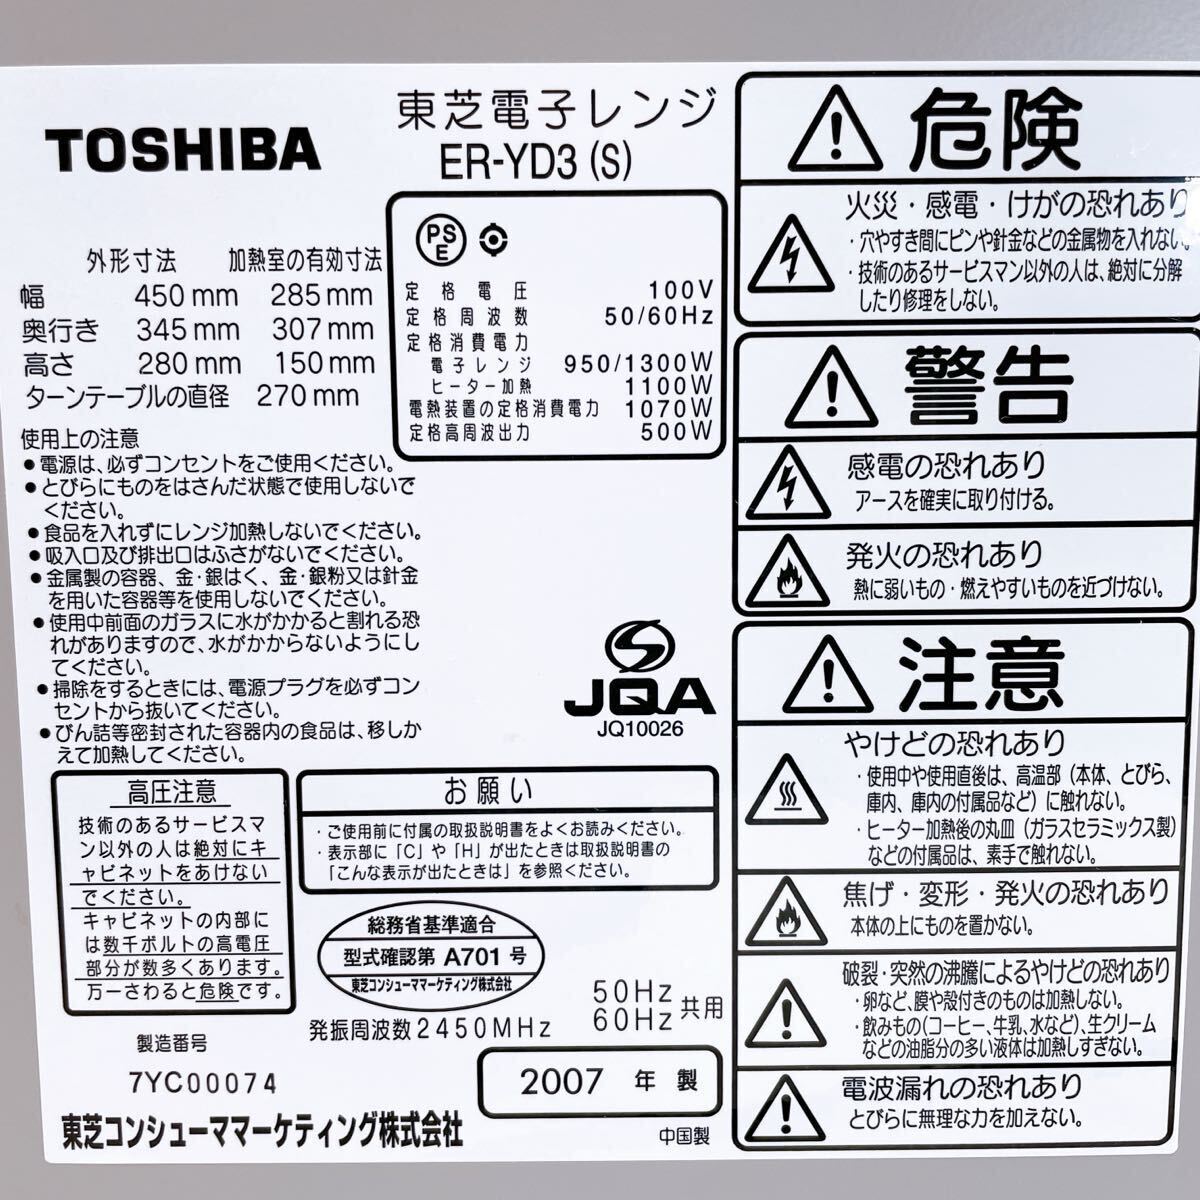 TOSHIBA
東芝電子レンジ
ER-YD3 (S)
外形寸法 加熱室の有効寸法
幅 450mm 285mm
奥行き 345mm 307mm
高さ 280mm 150mm
ターンテーブルの直径 270mm
PS
E
定格電圧 100V
定格周波数 50/60Hz
定格消費電力
電子レンジ 950/1300W
ヒーター加熱 1100W
電熱装置の定格消費電力 1070W
定格高周波出力 500W
使用上の注意
●電源は、必ずコンセントをご使用ください。
●とびらにものをはさんだ状態で使用しないで
ください。
●食品を入れずにレンジ加熱しないでください。
●吸入口及び排出口はふさがないでください。
●金属製の容器、金・銀はく、金・銀粉又は針金
を用いた容器等を使用しないでください。
●使用中前面のガラスに水がかかると割れる恐
れがありますので、水がかからないようにし
てください。
●掃除をするときには、電源プラグを必ずコン
セントから抜いてください。
●びん詰等密封された容器内の食品は、移しか
えて加熱してください。
JQA
JQ10026
高圧注意
技術のあるサービスマ
ン以外の人は絶対にキ
ャビネットをあけない
でください。
キャビネットの内部に
は数千ボルトの高電圧
部分が数多くあります。
万一さわると危険です。
お願い
・ご使用前に付属の取扱説明書をよくお読みください。
・表示部に「C」や「H」が出たときは取扱説明書の
「こんな表示が出たときは」を参照ください。
総務省基準適合
型式確認第 A701 号
東芝コンシューママーケティング株式会社
発振周波数2450MHz
50Hz
60Hz
共用
製造番号
7YC00074
2007 年 製
東芝コンシューママーケティング株式会社
中国製
危険
火災・感電・けがの恐れあり
・穴やすき間にピンや針金などの金属物を入れない。
・技術のあるサービスマン以外の人は、絶対に分解
したり修理をしない。
警告
感電の恐れあり
アースを確実に取り付ける。
発火の恐れあり
熱に弱いもの・燃えやすいものを近づけない。
注意
やけどの恐れあり
・使用中や使用直後は、高温部（本体、とびら、
庫内、庫内の付属品など）に触れない。
・ヒーター加熱後の丸皿（ガラスセラミックス製）
などの付属品は、素手で触れない。
焦げ・変形・発火の恐れあり
本体の上にものを置かない。
破裂・突然の沸騰によるやけどの恐れあり
・卵など、膜や殻付きのものは加熱しない。
・飲みもの（コーヒー、牛乳、水など）、生クリーム
などの油脂分の多い液体は加熱しすぎない。
電波漏れの恐れあり
とびらに無理な力を加えない。